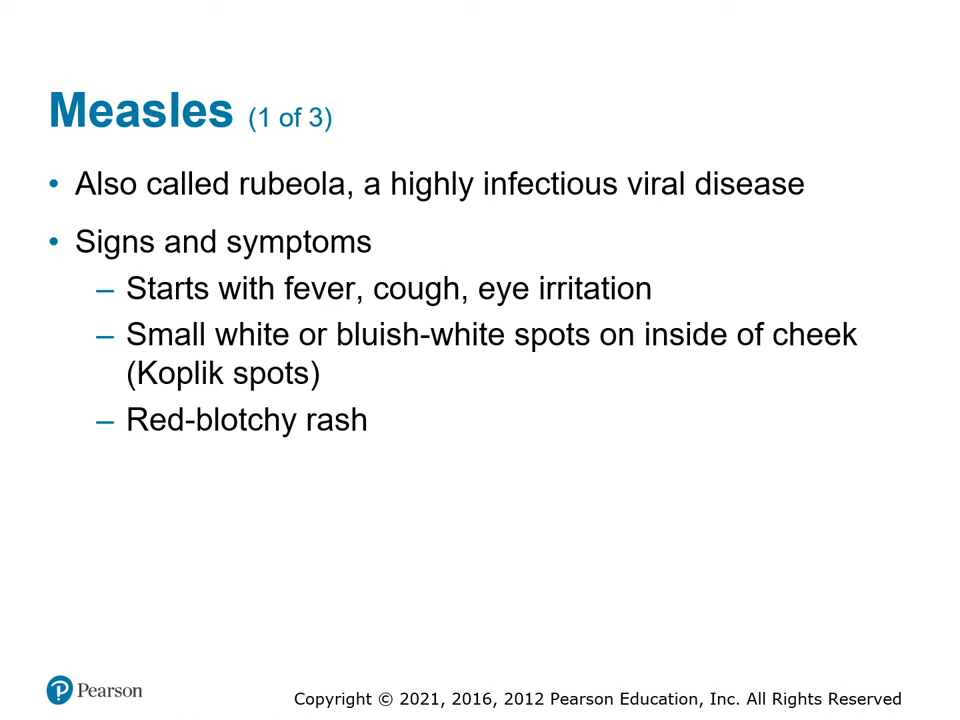 Measles (1 of 3)
• Also called rubeola, a highly infectious viral disease
• Signs and symptoms
– Starts with fever, cough, eye irritation
– Small white or bluish-white spots on inside of cheek
(Koplik spots)
– Red-blotchy rash
Pearson
Copyright © 2021, 2016, 2012 Pearson Education, Inc. All Rights Reserved